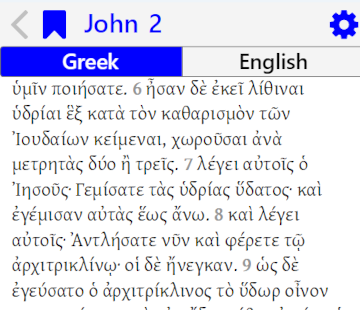 John 2
Greek English
ὑμῖν ποιήσατε. 6 ἦσαν δὲ ἐκεῖ λίθιναι
ὑδρίαι ἓξ κατὰ τὸν καθαρισμὸν τῶν
Ἰουδαίων κείμεναι, χωροῦσαι ἀνὰ
μετρητὰς δύο ἢ τρεῖς. 7 λέγει αὐτοῖς ὁ
Ἰησοῦς· Γεμίσατε τὰς ὑδρίας ὕδατος· καὶ
ἐγέμισαν αὐτὰς ἕως ἄνω. 8 καὶ λέγει
αὐτοῖς· Ἀντλήσατε νῦν καὶ φέρετε τῷ
ἀρχιτρικλίνῳ· οἱ δὲ ἤνεγκαν. 9 ὡς δὲ
ἐγεύσατο ὁ ἀρχιτρίκλινος τὸ ὕδωρ οἶνον